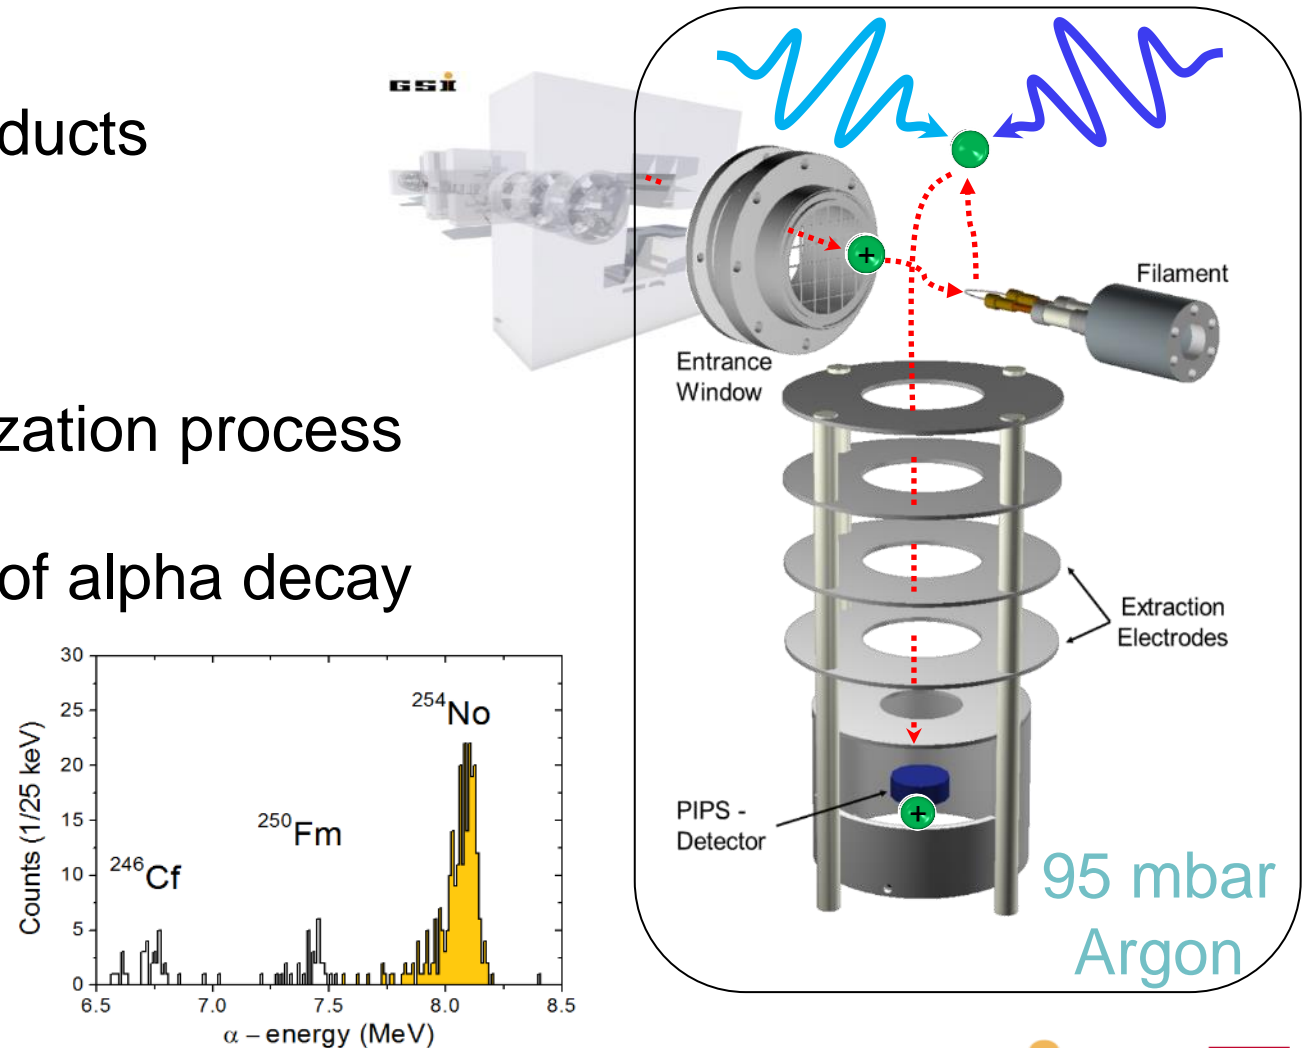 GSI
ducts
zation process
of alpha decay
Entrance
Window
+
Filament
Extraction
Electrodes
PIPS -
Detector
+
95 mbar
Argon
30
25
20
15
10
5
0
Counts (1/25 keV)
246Cf
250Fm
254No
6.5 7.0 7.5 8.0 8.5
α – energy (MeV)